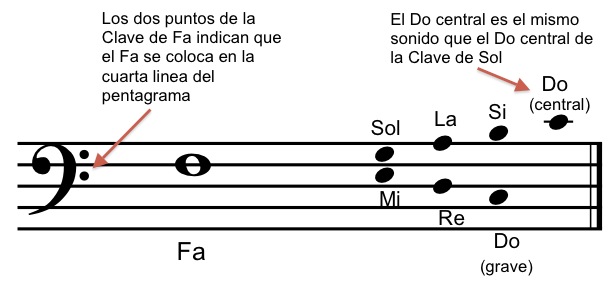 Los dos puntos de la
Clave de Fa indican que
el Fa se coloca en la
cuarta linea del
pentagrama
El Do central es el mismo
sonido que el Do central de
la Clave de Sol
Do
(central)
Si
La
Sol
Mi
Re
Do
(grave)
Fa